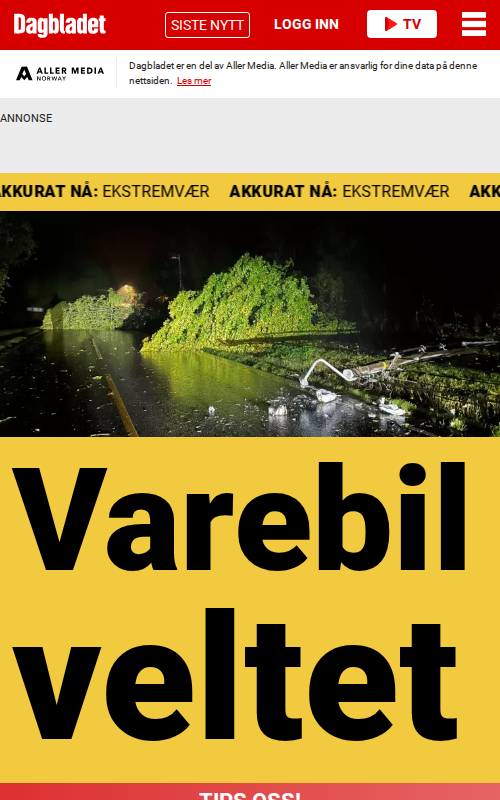 Dagbladet
SISTE NYTT
LOGG INN
TV
ALLER MEDIA
NORWAY
Dagbladet er en del av Aller Media. Aller Media er ansvarlig for dine data på denne
nettsiden. Les mer
ANNONSE
AKKURAT NÅ: EKSTREMVÆR AKKURAT NÅ: EKSTREMVÆR AKK
Varebil
veltet
TIPS OSS!